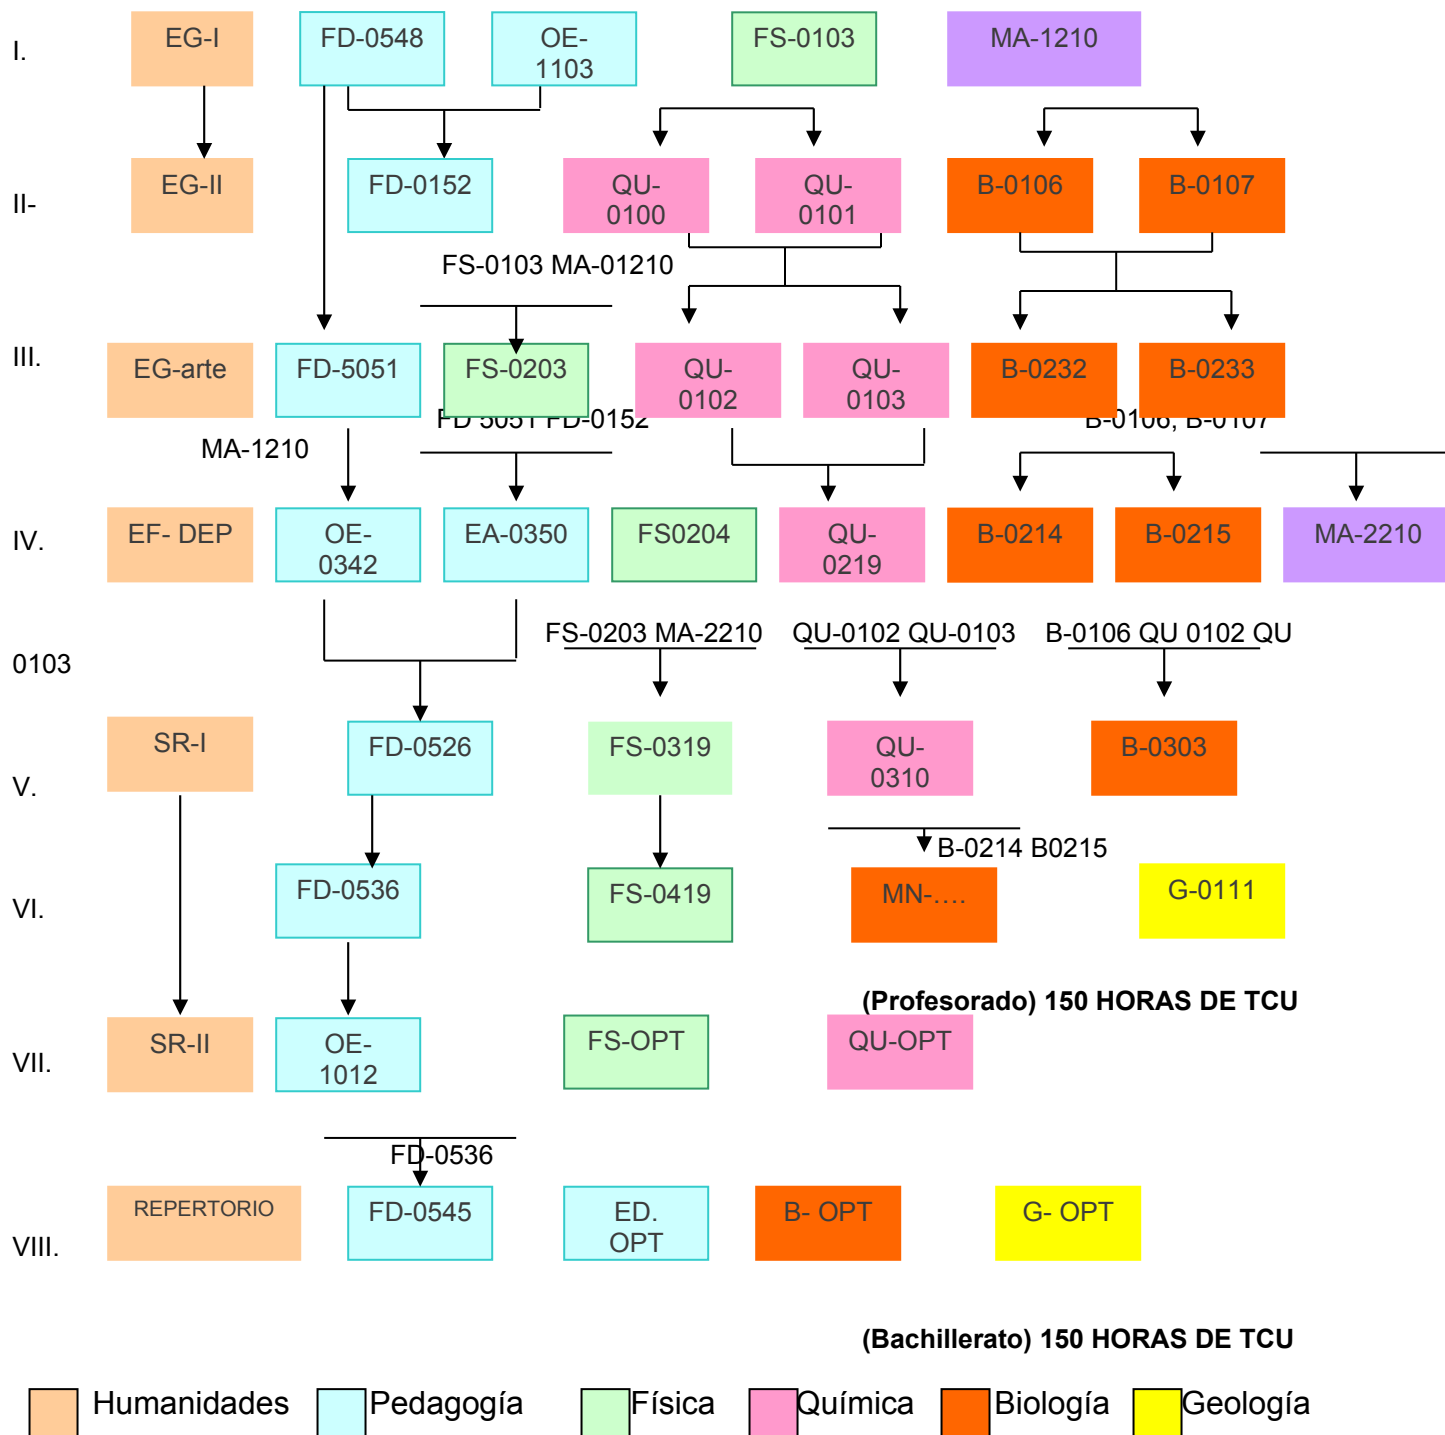 I.
EG-I
FD-0548
OE-
1103
FS-0103
MA-1210
II-
EG-II
FD-0152
QU-
0100
QU-
0101
B-0106
B-0107
FS-0103 MA-01210
III.
EG-arte
FD-5051
FS-0203
QU-
0102
QU-
0103
B-0232
B-0233
MA-1210
FD 5051 FD-0152
B-0106, B-0107
IV.
EF- DEP
OE-
0342
EA-0350
FS0204
QU-
0219
B-0214
B-0215
MA-2210
FS-0203 MA-2210
QU-0102 QU-0103
B-0106 QU 0102 QU
0103
V.
SR-I
FD-0526
FS-0319
QU-
0310
B-0303
B-0214 B0215
VI.
FD-0536
FS-0419
MN-….
G-0111
(Profesorado) 150 HORAS DE TCU
VII.
SR-II
OE-
1012
FS-OPT
QU-OPT
FD-0536
VIII.
REPERTORIO
FD-0545
ED.
OPT
B- OPT
G- OPT
(Bachillerato) 150 HORAS DE TCU
Humanidades
Pedagogía
Física
Química
Biología
Geología